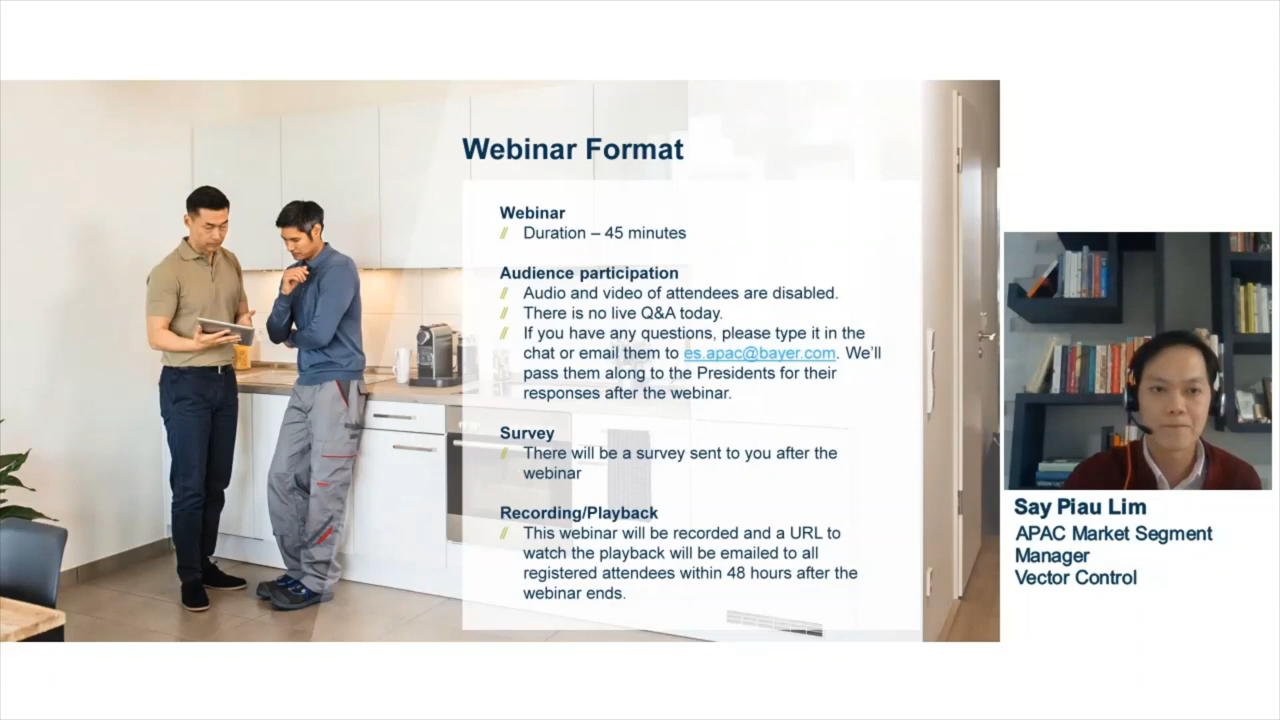 Webinar Format
Webinar
// Duration – 45 minutes
Audience participation
// Audio and video of attendees are disabled.
// There is no live Q&A today.
// If you have any questions, please type it in the
chat or email them to es.apac@bayer.com. We'll
pass them along to the Presidents for their
responses after the webinar.
Survey
// There will be a survey sent to you after the
webinar
Recording/Playback
// This webinar will be recorded and a URL to
watch the playback will be emailed to all
registered attendees within 48 hours after the
webinar ends.
Say Piau Lim
APAC Market Segment
Manager
Vector Control